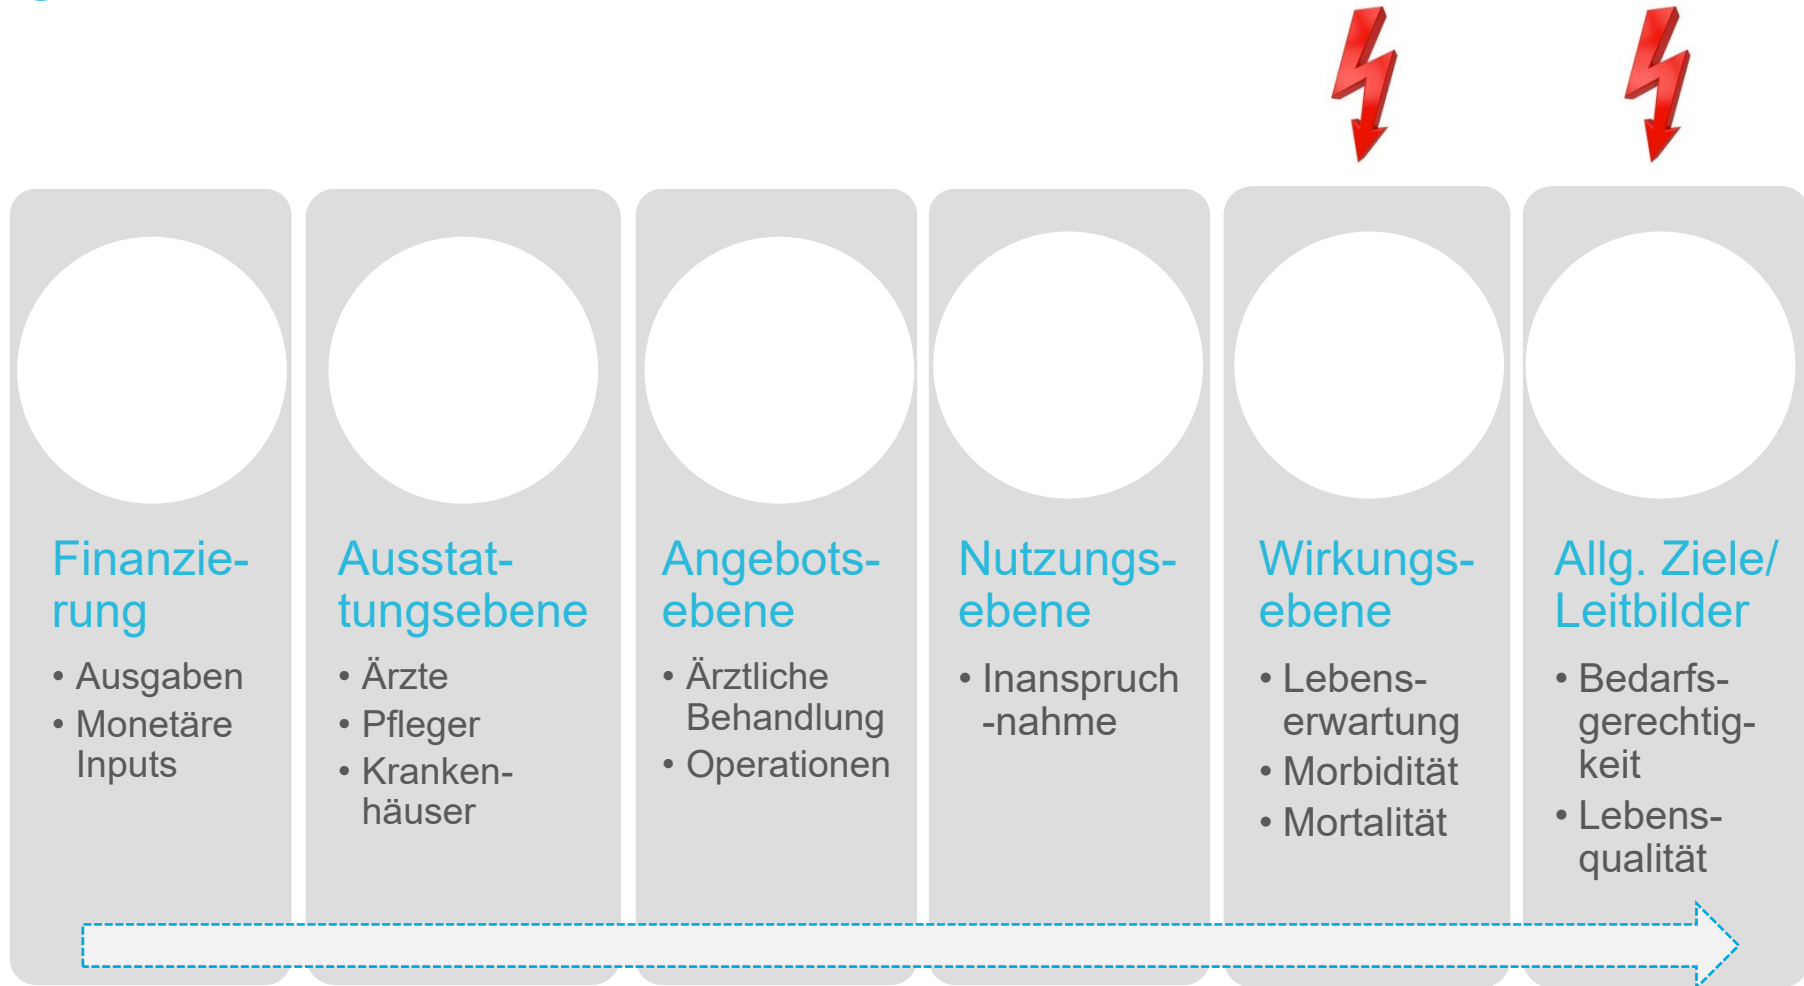 Finanzie-
rung
• Ausgaben
• Monetäre
Inputs
Ausstat-
tungsebene
• Ärzte
• Pfleger
• Kranken-
häuser
Angebots-
ebene
• Ärztliche
Behandlung
• Operationen
Nutzungs-
ebene
• Inanspruch
-nahme
Wirkungs-
ebene
• Lebens-
erwartung
• Morbidität
• Mortalität
Allg. Ziele/
Leitbilder
• Bedarfs-
gerechtig-
keit
• Lebens-
qualität